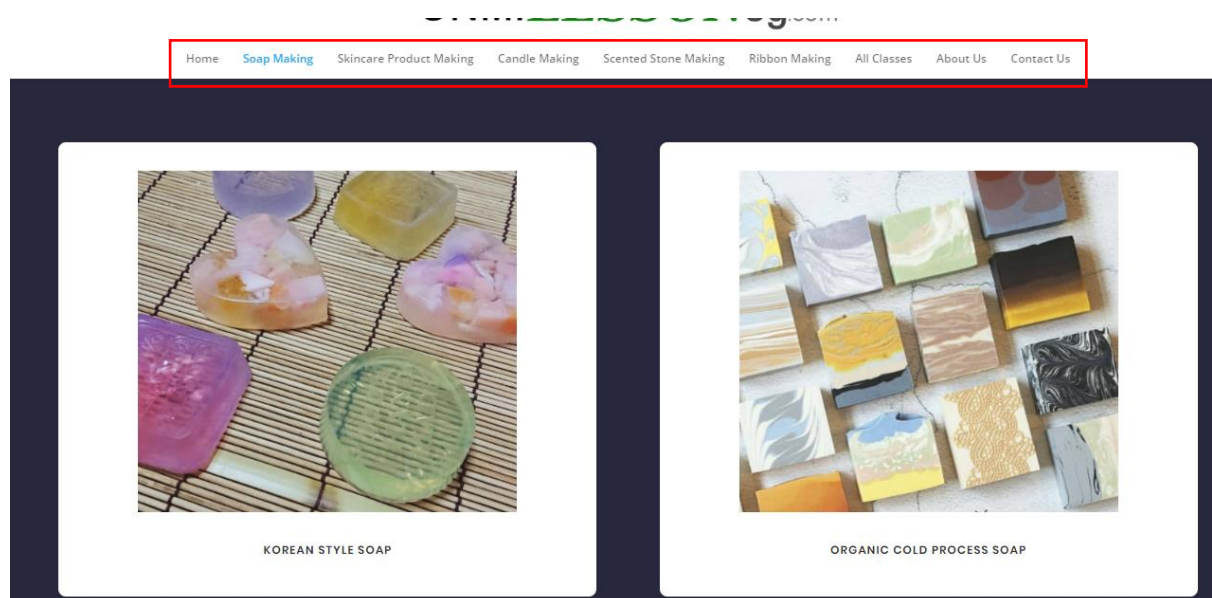 Home Soap Making Skincare Product Making Candle Making Scented Stone Making Ribbon Making All Classes About Us Contact Us
KOREAN STYLE SOAP
ORGANIC COLD PROCESS SOAP